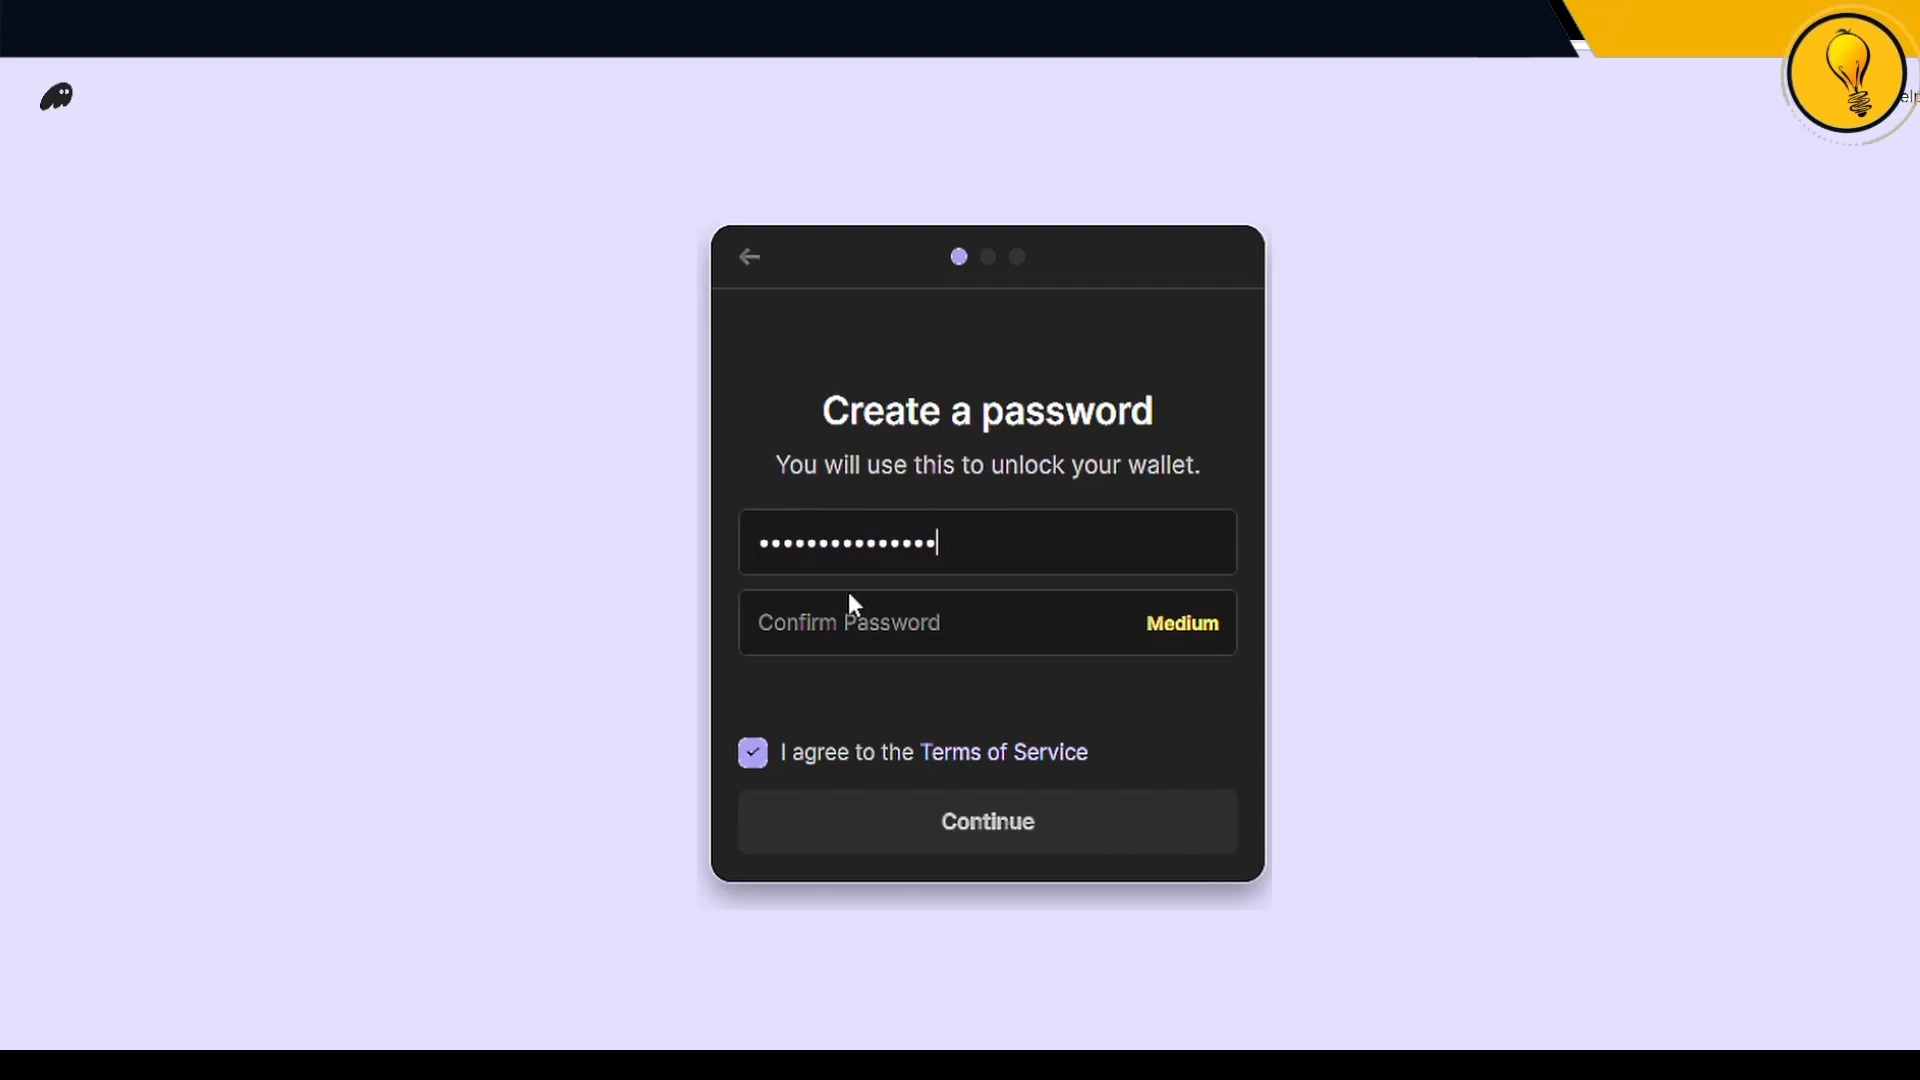 Create a password
You will use this to unlock your wallet.
•••••••••••••••
Confirm Password
Medium
I agree to the Terms of Service
Continue